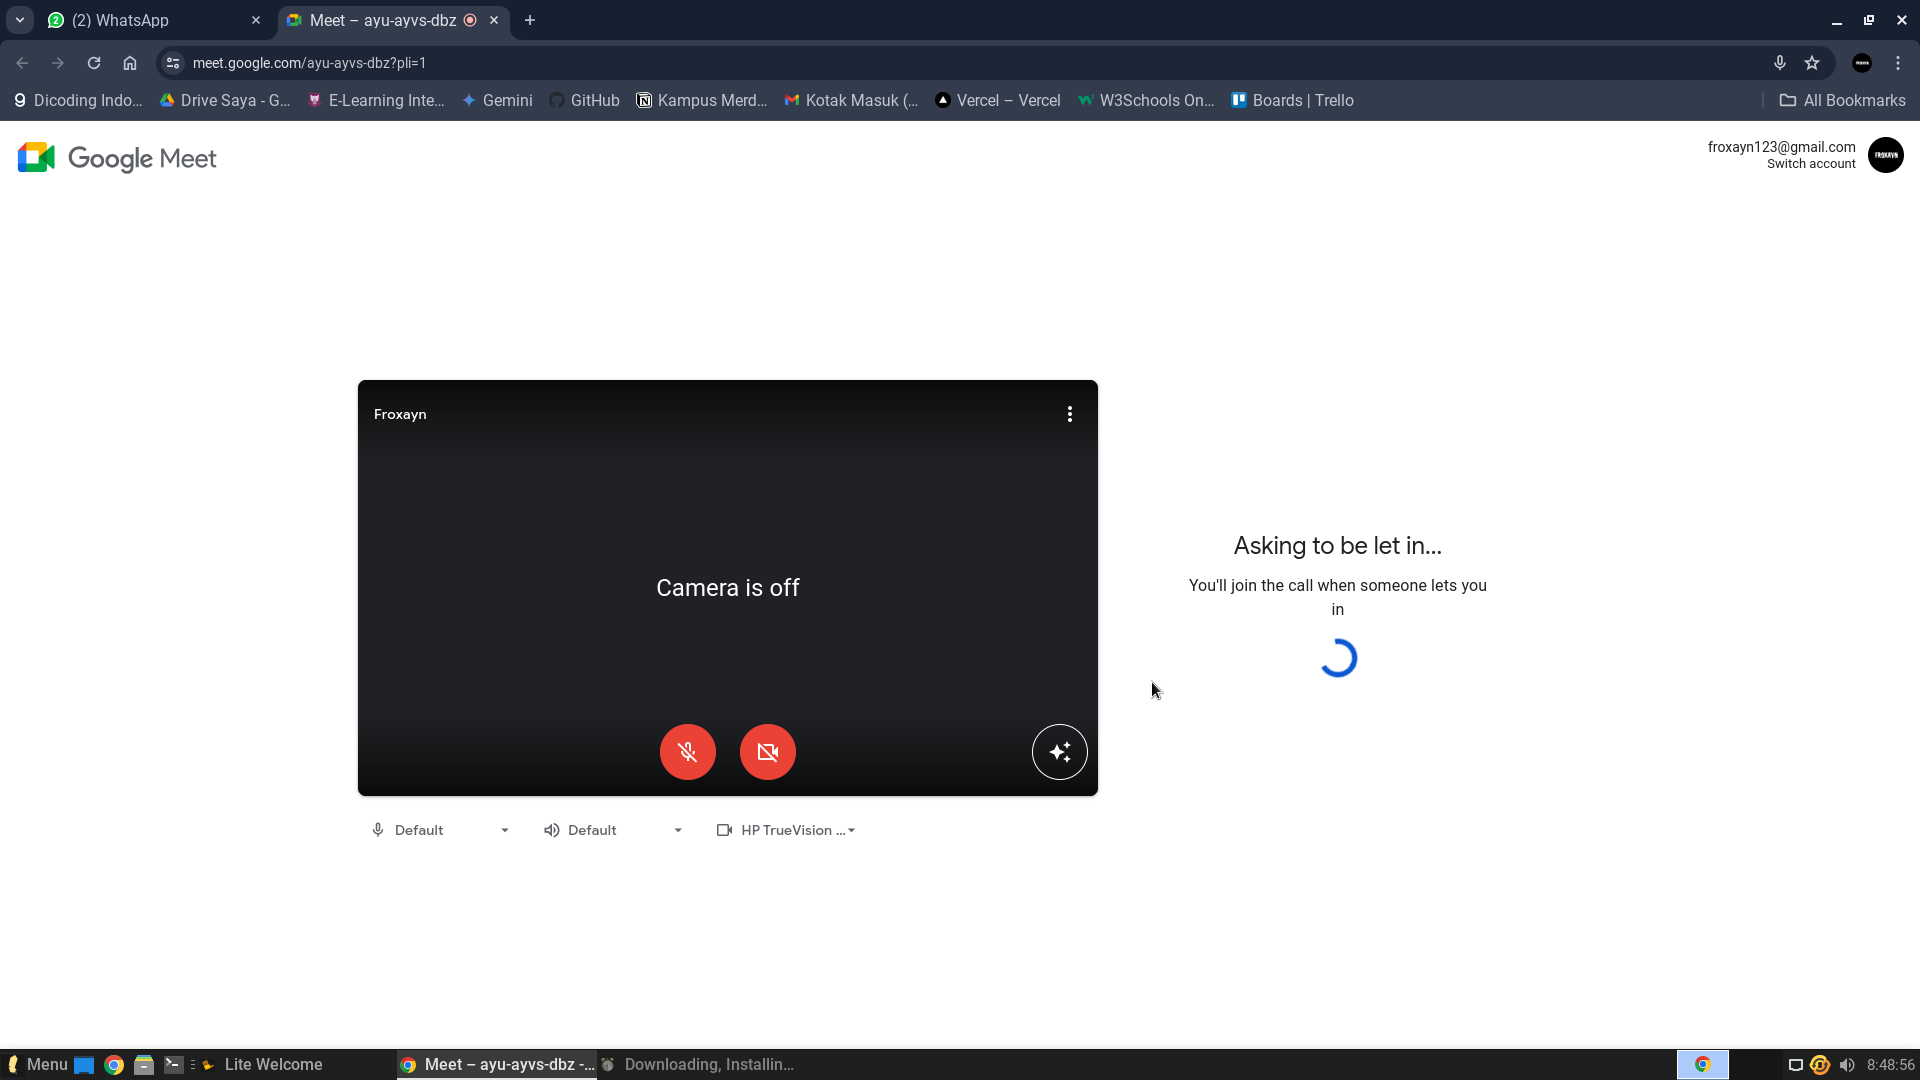 (2) WhatsApp
Meet – ayu-ayvs-dbz
meet.google.com/ayu-ayvs-dbz?pli=1
Dicoding Indo...
Drive Saya - G...
E-Learning Inte...
Gemini
GitHub
Kampus Merd...
Kotak Masuk (...
Vercel – Vercel
W3Schools On...
Boards | Trello
All Bookmarks
Google Meet
froxayn123@gmail.com
Switch account
FROXAYN
Froxayn
Camera is off
Asking to be let in...
You'll join the call when someone lets you
in
Default
Default
HP TrueVision ...
Menu
Lite Welcome
Meet – ayu-ayvs-dbz -...
Downloading, Installin...
8:48:56